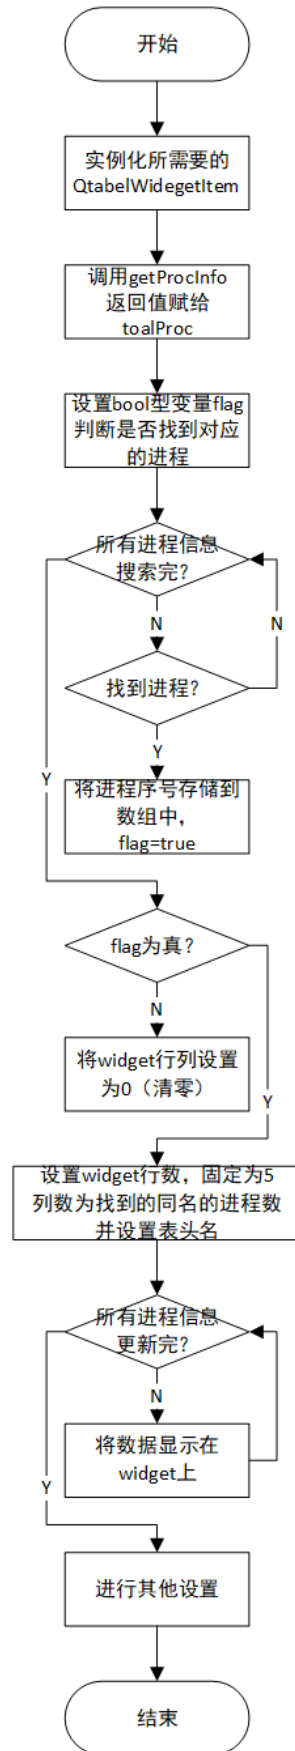 开始
实例化所需要的
QtabelWidegetItem
调用getProcInfo
返回值赋给
toalProc
设置bool型变量flag
判断是否找到对应
的进程
所有进程信息
搜索完？
N
N
找到进程？
Y
Y
将进程序号存储到
数组中，
flag=true
flag为真？
N
将widget行列设置
为0（清零）
Y
设置widget行数，固定为5
列数为找到的同名的进程数
并设置表头名
所有进程信息
更新完？
N
将数据显示在
widget上
Y
进行其他设置
结束